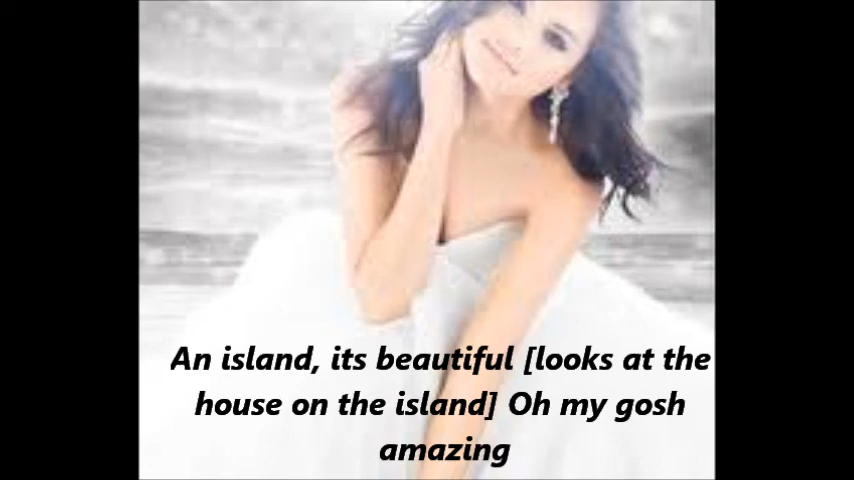 An island, its beautiful [looks at the
house on the island] Oh my gosh
amazing